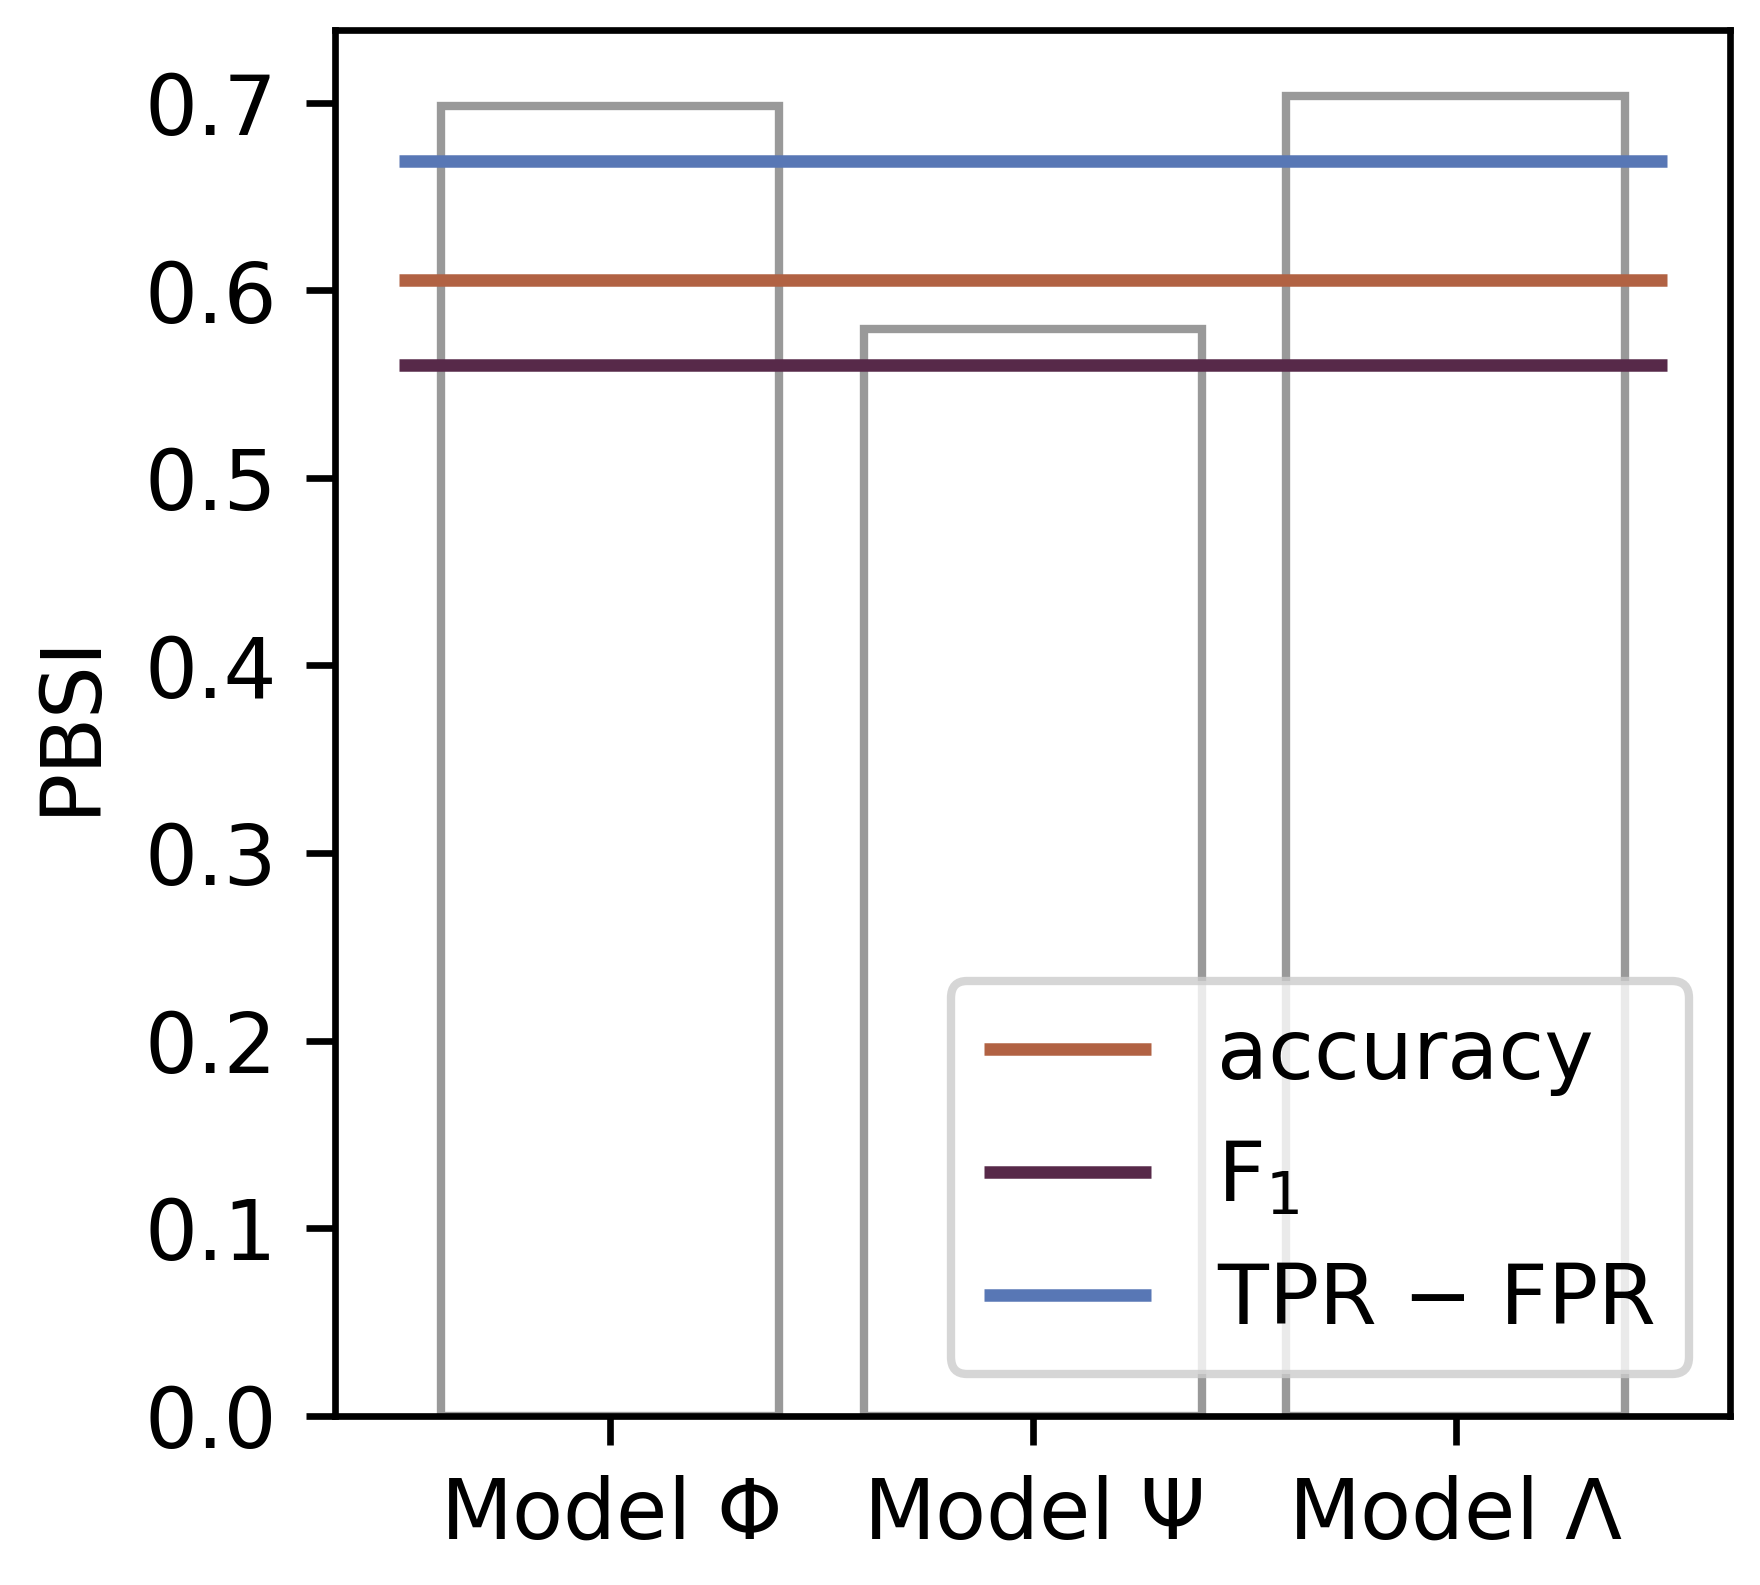 PBSI
0.7
0.6
0.5
0.4
0.3
0.2
0.1
0.0
accuracy
F₁
TPR − FPR
Model Φ
Model Ψ
Model Λ